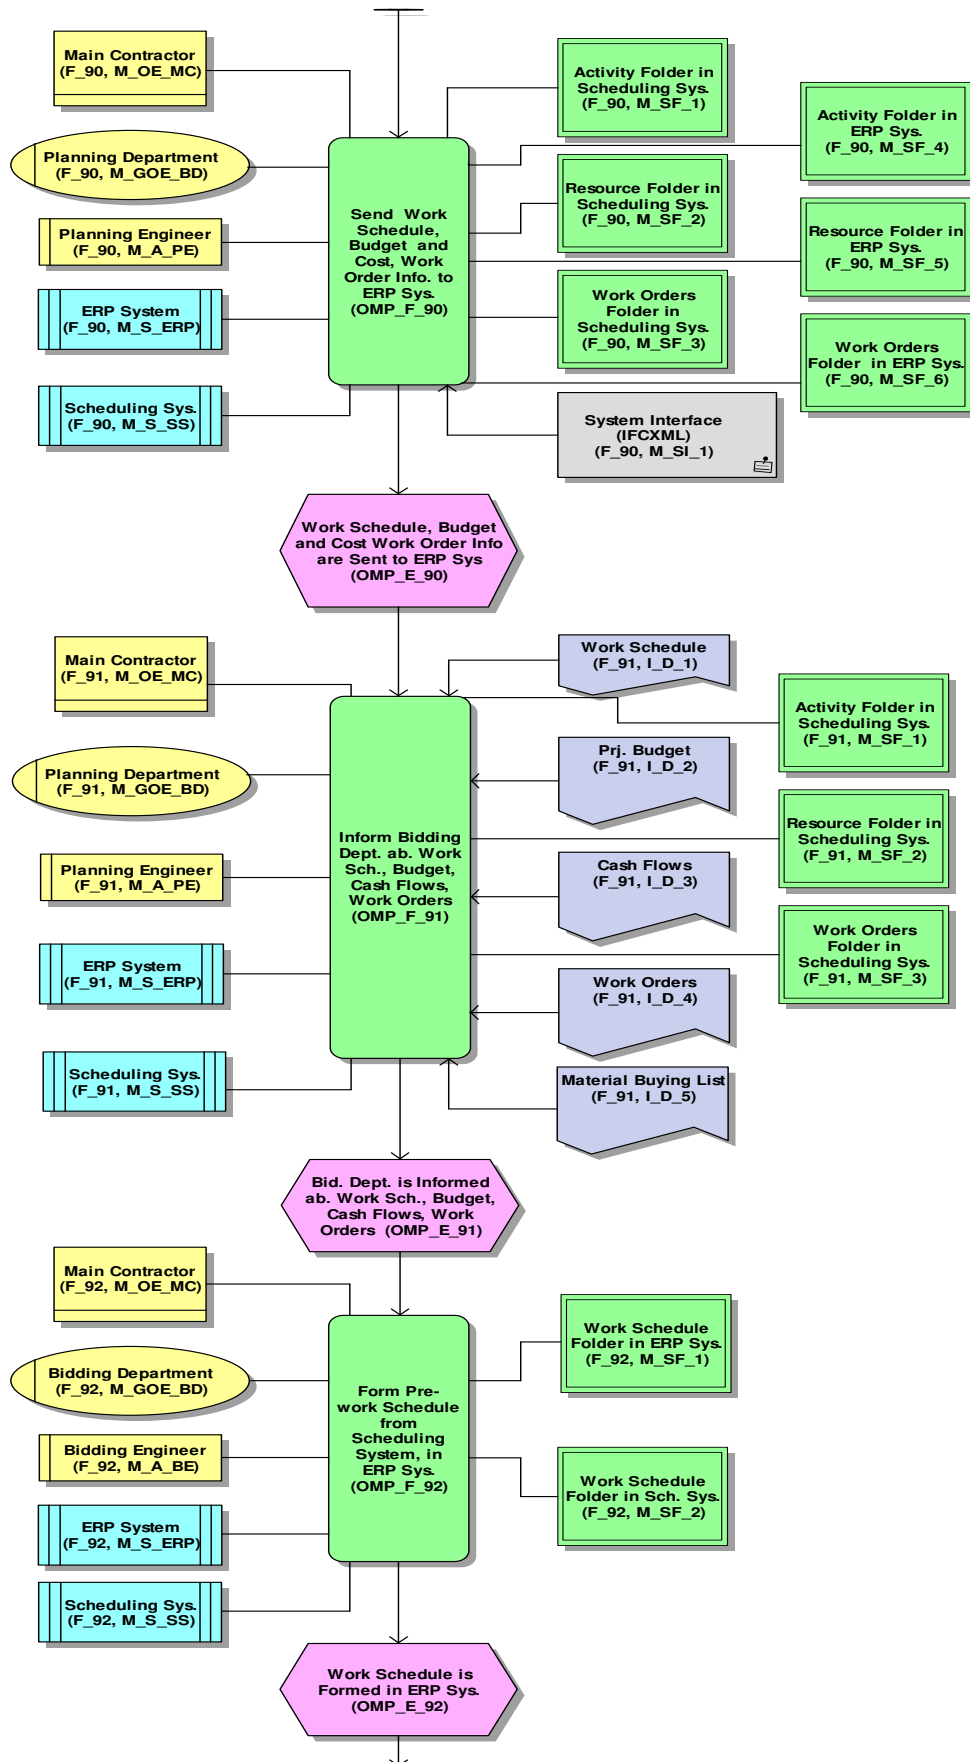 Main Contractor
(F_90, M_OE_MC)
Planning Department
(F_90, M_GOE_BD)
Planning Engineer
(F_90, M_A_PE)
ERP System
(F_90, M_S_ERP)
Scheduling Sys.
(F_90, M_S_SS)
Send Work
Schedule,
Budget and
Cost, Work
Order Info. to
ERP Sys.
(OMP_F_90)
Activity Folder in
Scheduling Sys.
(F_90, M_SF_1)
Activity Folder in
ERP Sys.
(F_90, M_SF_4)
Resource Folder in
Scheduling Sys.
(F_90, M_SF_2)
Resource Folder in
ERP Sys.
(F_90, M_SF_5)
Work Orders
Folder in
Scheduling Sys.
(F_90, M_SF_3)
Work Orders
Folder in ERP Sys.
(F_90, M_SF_6)
System Interface
(IFCXML)
(F_90, M_SI_1)
Work Schedule, Budget
and Cost Work Order Info
are Sent to ERP Sys
(OMP_E_90)
Main Contractor
(F_91, M_OE_MC)
Planning Department
(F_91, M_GOE_BD)
Planning Engineer
(F_91, M_A_PE)
ERP System
(F_91, M_S_ERP)
Scheduling Sys.
(F_91, M_S_SS)
Inform Bidding
Dept. ab. Work
Sch., Budget,
Cash Flows,
Work Orders
(OMP_F_91)
Work Schedule
(F_91, I_D_1)
Prj. Budget
(F_91, I_D_2)
Cash Flows
(F_91, I_D_3)
Work Orders
(F_91, I_D_4)
Material Buying List
(F_91, I_D_5)
Activity Folder in
Scheduling Sys.
(F_91, M_SF_1)
Resource Folder in
Scheduling Sys.
(F_91, M_SF_2)
Work Orders
Folder in
Scheduling Sys.
(F_91, M_SF_3)
Bid. Dept. is Informed
ab. Work Sch., Budget,
Cash Flows, Work
Orders (OMP_E_91)
Main Contractor
(F_92, M_OE_MC)
Bidding Department
(F_92, M_GOE_BD)
Bidding Engineer
(F_92, M_A_BE)
ERP System
(F_92, M_S_ERP)
Scheduling Sys.
(F_92, M_S_SS)
Form Pre-
work Schedule
from
Scheduling
System, in
ERP Sys.
(OMP_F_92)
Work Schedule
Folder in ERP Sys.
(F_92, M_SF_1)
Work Schedule
Folder in Sch. Sys.
(F_92, M_SF_2)
Work Schedule is
Formed in ERP Sys.
(OMP_E_92)